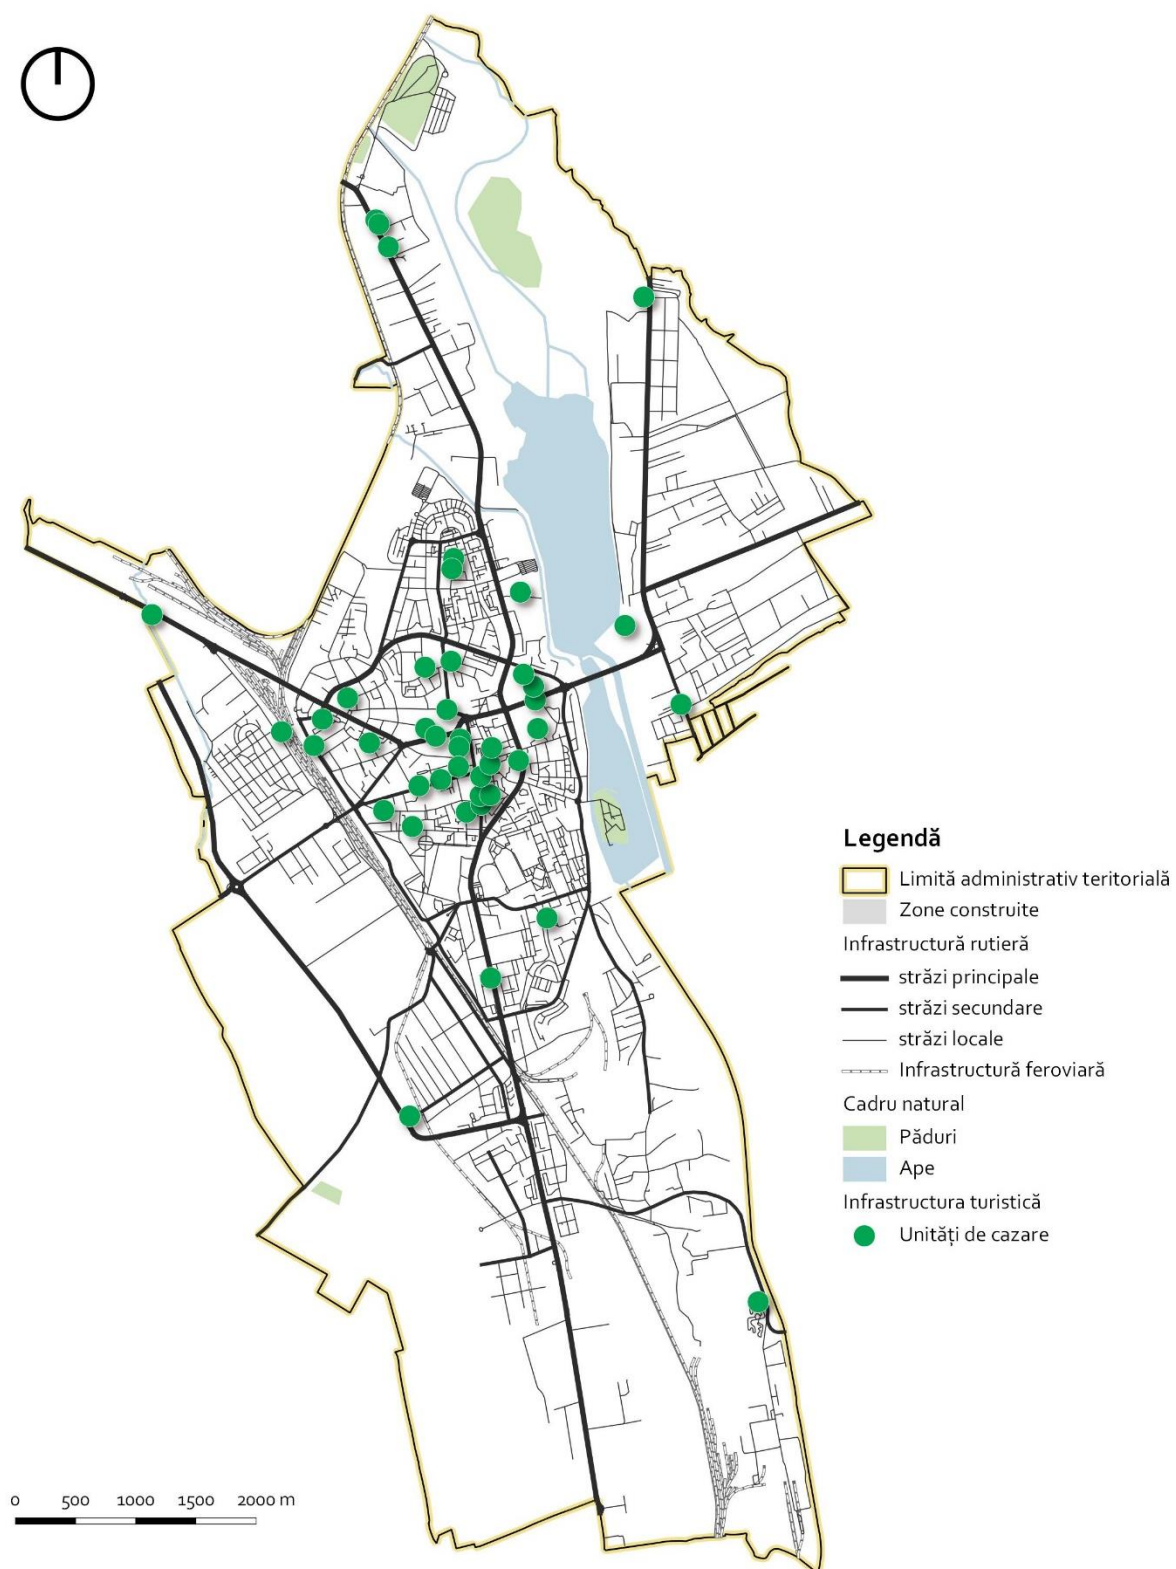 Legendă
Limită administrativ teritorială
Zone construite
Infrastructură rutieră
străzi principale
străzi secundare
străzi locale
Infrastructură feroviară
Cadru natural
Păduri
Ape
Infrastructura turistică
Unități de cazare
0 500 1000 1500 2000 m